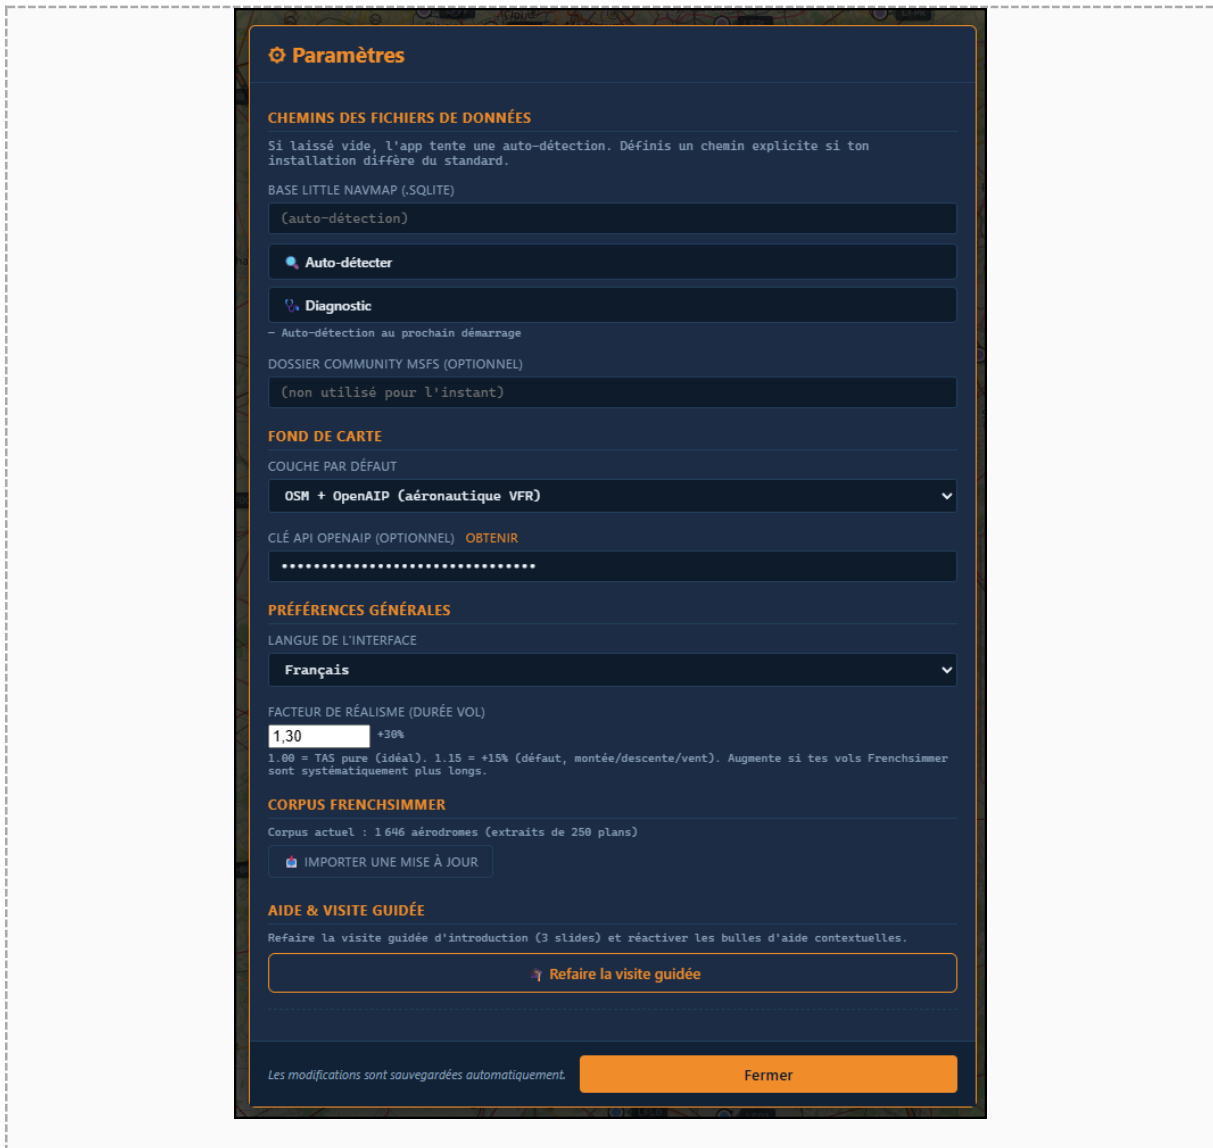 Paramètres
CHEMINS DES FICHIERS DE DONNÉES
Si laissé vide, l'app tente une auto-détection. Définis un chemin explicite si ton
installation diffère du standard.
BASE LITTLE NAVMAP (.SQLITE)
(auto-détection)
Auto-détecter
Diagnostic
— Auto-détection au prochain démarrage
DOSSIER COMMUNITY MSFS (OPTIONNEL)
(non utilisé pour l'instant)
FOND DE CARTE
COUCHE PAR DÉFAUT
OSM + OpenAIP (aéronautique VFR)
CLÉ API OPENAIP (OPTIONNEL) OBTENIR
••••••••••••••••••••••••••••••••
PRÉFÉRENCES GÉNÉRALES
LANGUE DE L'INTERFACE
Français
FACTEUR DE RÉALISME (DURÉE VOL)
1,30 +30%
1.00 = TAS pure (idéal). 1.15 = +15% (défaut, montée/descente/vent). Augmente si tes vols Frenchsimmer
sont systématiquement plus longs.
CORPUS FRENCHSIMMER
Corpus actuel : 1 646 aérodromes (extraits de 250 plans)
IMPORTER UNE MISE À JOUR
AIDE & VISITE GUIDÉE
Refaire la visite guidée d'introduction (3 slides) et réactiver les bulles d'aide contextuelles.
Refaire la visite guidée
Les modifications sont sauvegardées automatiquement. Fermer